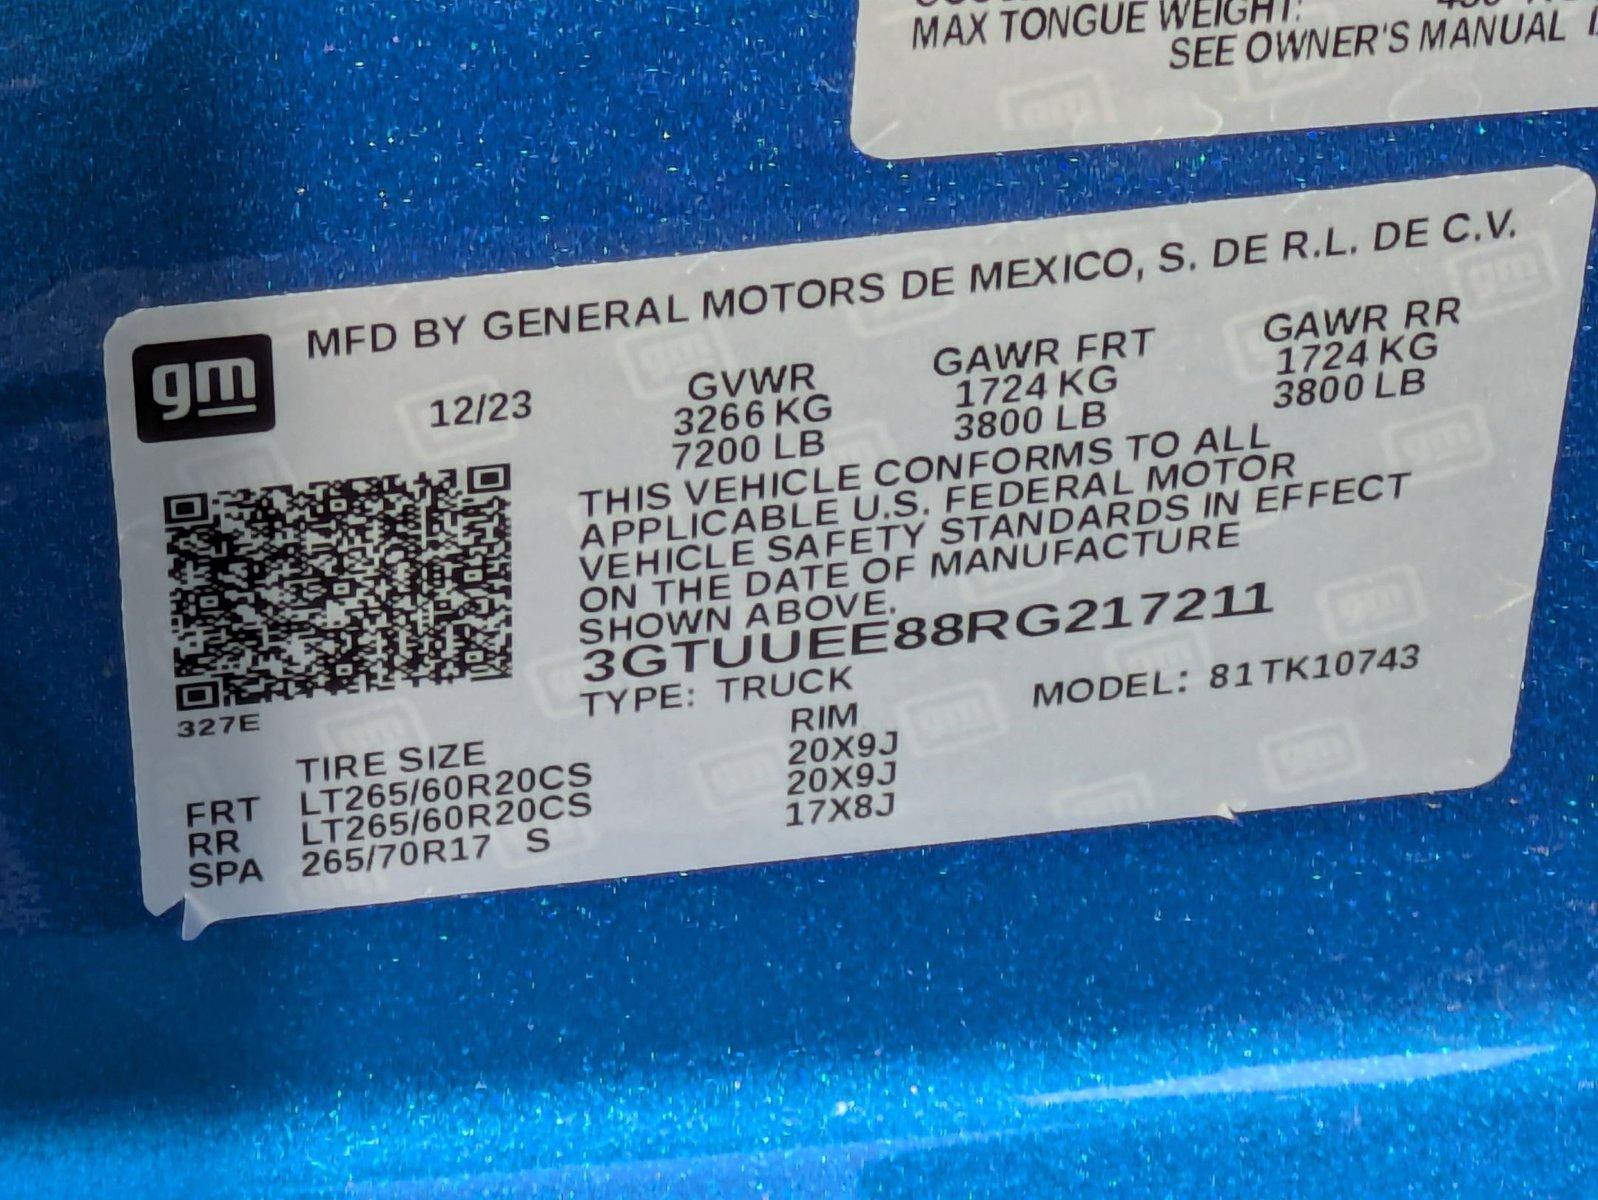 MAX TONGUE WEIGHT:
SEE OWNER'S MANUAL
gm
MFD BY GENERAL MOTORS DE MEXICO, S. DE R.L. DE C.V.
12/23
GVWR GAWR FRT GAWR RR
3266 KG 1724 KG 1724 KG
7200 LB 3800 LB 3800 LB
THIS VEHICLE CONFORMS TO ALL
APPLICABLE U.S. FEDERAL MOTOR
VEHICLE SAFETY STANDARDS IN EFFECT
ON THE DATE OF MANUFACTURE
SHOWN ABOVE.
3GTUUEE88RG217211
TYPE: TRUCK MODEL: 81TK10743
327E
TIRE SIZE RIM
FRT LT265/60R20CS 20X9J
RR LT265/60R20CS 20X9J
SPA 265/70R17 S 17X8J